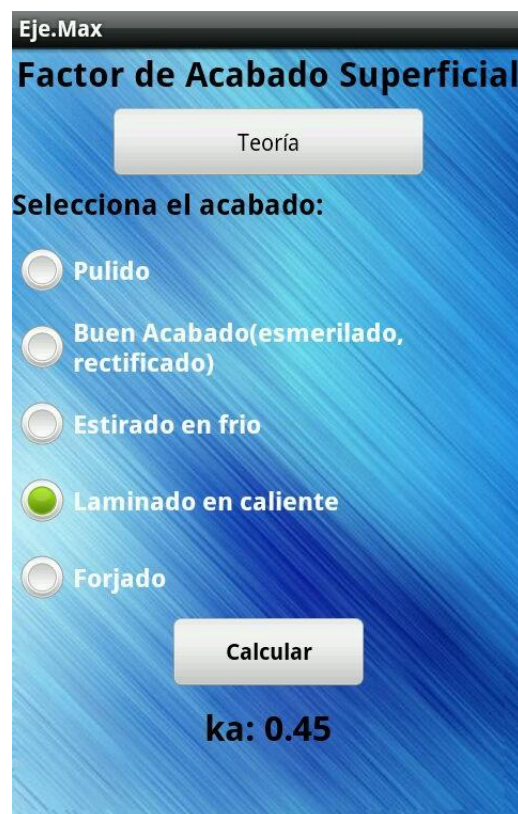 Eje.Max
Factor de Acabado Superficial
Teoría
Selecciona el acabado:
Pulido
Buen Acabado(esmerilado,
rectificado)
Estirado en frio
Laminado en caliente
Forjado
Calcular
ka: 0.45